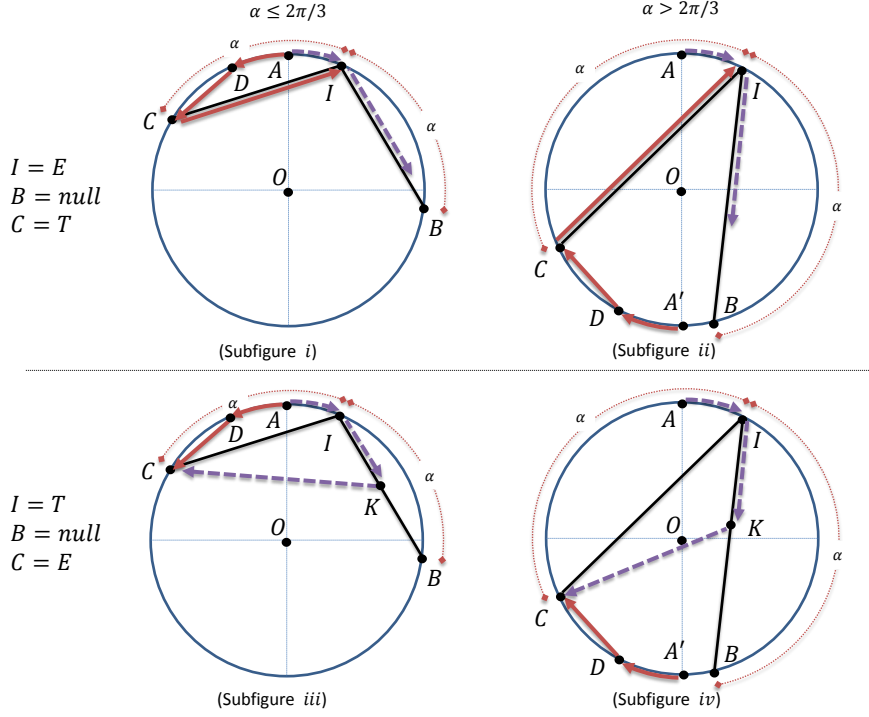 α ≤ 2π/3
α > 2π/3
α
A
D
I
C
α
O
B
I = E
B = null
C = T
(Subfigure i)
A
α
I
O
α
C
D
A′
B
(Subfigure ii)
α
A
D
I
C
α
K
O
B
I = T
B = null
C = E
(Subfigure iii)
A
α
I
O
K
α
C
D
A′
B
(Subfigure iv)